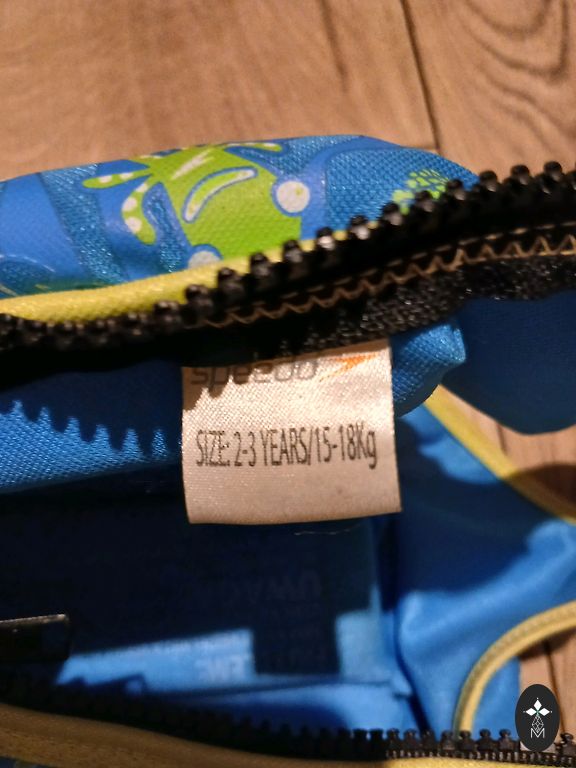 speedo
SIZE: 2-3 YEARS/15-18Kg
M